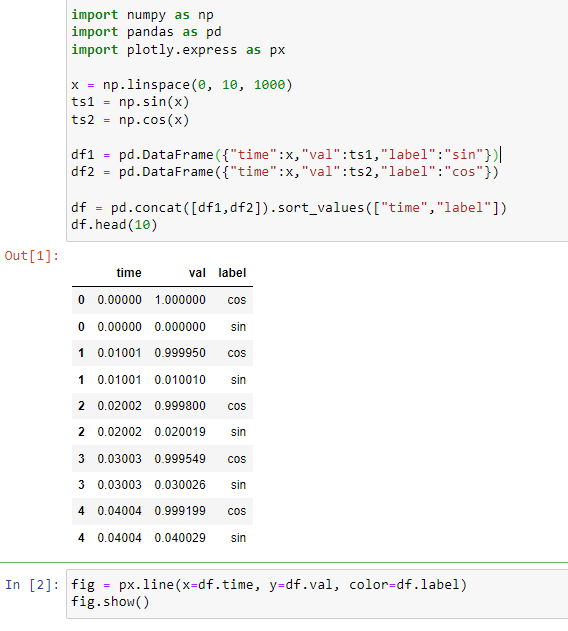 import numpy as np
import pandas as pd
import plotly.express as px
x = np.linspace(0, 10, 1000)
ts1 = np.sin(x)
ts2 = np.cos(x)
df1 = pd.DataFrame({"time":x,"val":ts1,"label":"sin"})
df2 = pd.DataFrame({"time":x,"val":ts2,"label":"cos"})
df = pd.concat([df1,df2]).sort_values(["time","label"])
df.head(10)
Out[1]:
time val label
0 0.00000 1.000000 cos
0 0.00000 0.000000 sin
1 0.01001 0.999950 cos
1 0.01001 0.010010 sin
2 0.02002 0.999800 cos
2 0.02002 0.020019 sin
3 0.03003 0.999549 cos
3 0.03003 0.030026 sin
4 0.04004 0.999199 cos
4 0.04004 0.040029 sin
In [2]: fig = px.line(x=df.time, y=df.val, color=df.label)
fig.show()